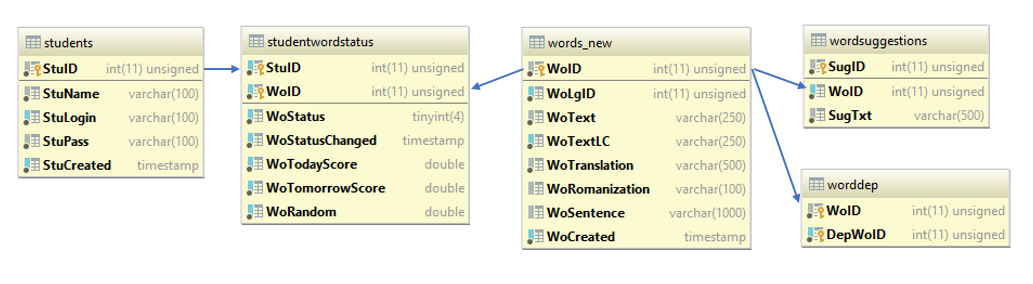 students
StuID int(11) unsigned
StuName varchar(100)
StuLogin varchar(100)
StuPass varchar(100)
StuCreated timestamp
studentwordstatus
StuID int(11) unsigned
WoID int(11) unsigned
WoStatus tinyint(4)
WoStatusChanged timestamp
WoTodayScore double
WoTomorrowScore double
WoRandom double
words_new
WoID int(11) unsigned
WoLgID int(11) unsigned
WoText varchar(250)
WoTextLC varchar(250)
WoTranslation varchar(500)
WoRomanization varchar(100)
WoSentence varchar(1000)
WoCreated timestamp
wordsuggestions
SugID int(11) unsigned
WoID int(11) unsigned
SugTxt varchar(500)
worddep
WoID int(11) unsigned
DepWoID int(11) unsigned